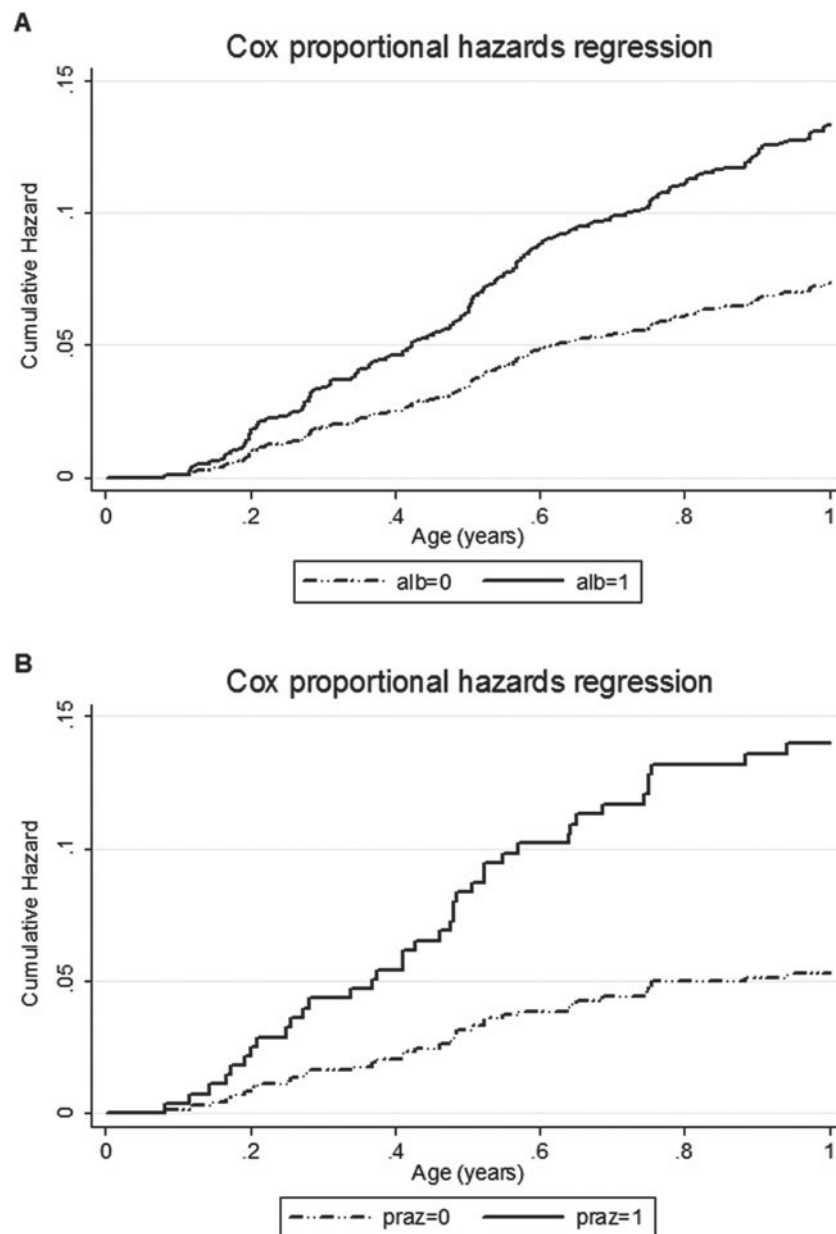 A
Cox proportional hazards regression
.15
.1
.05
0
Cumulative Hazard
0 .2 .4 .6 .8 1
Age (years)
alb=0 alb=1
B
Cox proportional hazards regression
.15
.1
.05
0
Cumulative Hazard
0 .2 .4 .6 .8 1
Age (years)
praz=0 praz=1